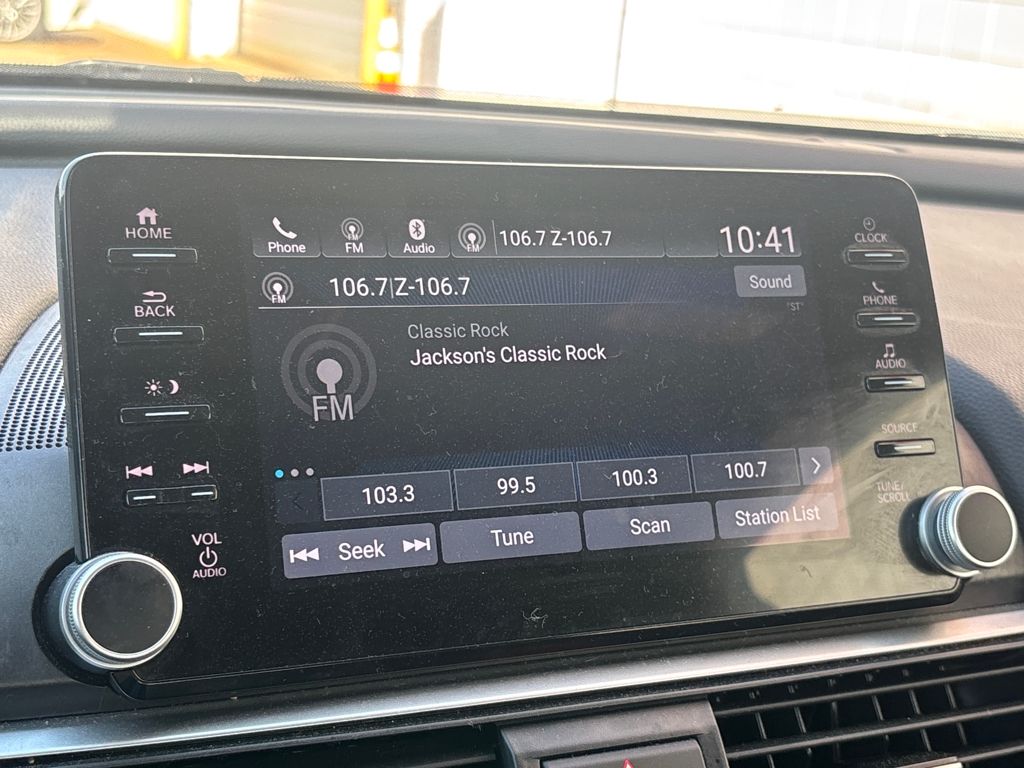 HOME
BACK
VOL
AUDIO
Phone
FM
Audio
FM
106.7 Z-106.7
10:41
FM
106.7|Z-106.7
Sound
ST
Classic Rock
Jackson's Classic Rock
FM
103.3
99.5
100.3
100.7
Seek
Tune
Scan
Station List
CLOCK
PHONE
AUDIO
SOURCE
TUNE/
SCROLL